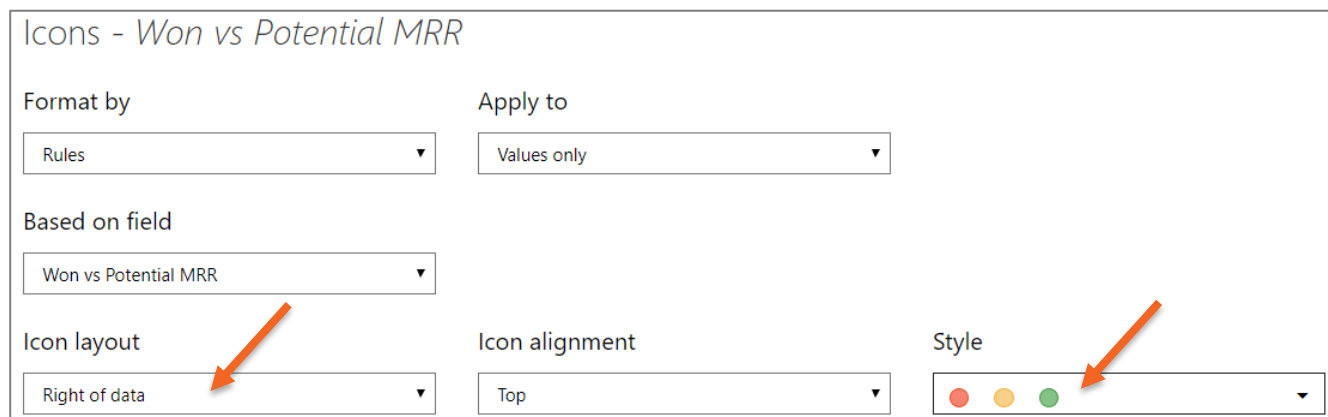 Icons - Won vs Potential MRR
Format by
Apply to
Rules
Values only
Based on field
Won vs Potential MRR
Icon layout
Icon alignment
Style
Right of data
Top